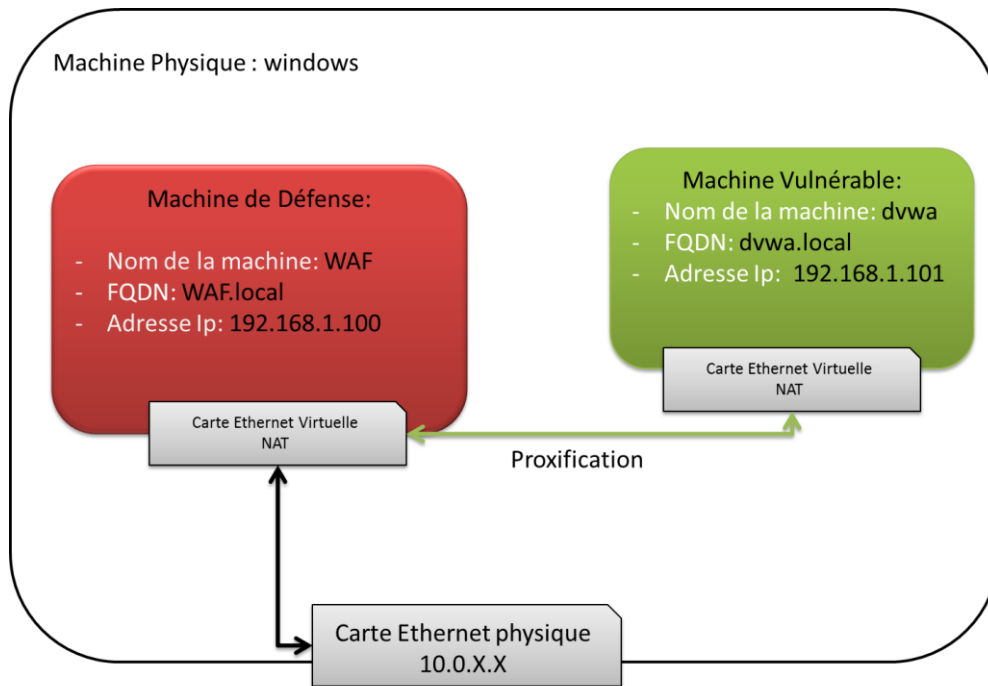 Machine Physique : windows
Machine de Défense:
- Nom de la machine: WAF
- FQDN: WAF.local
- Adresse Ip: 192.168.1.100
Carte Ethernet Virtuelle
NAT
Machine Vulnérable:
- Nom de la machine: dvwa
- FQDN: dvwa.local
- Adresse Ip: 192.168.1.101
Carte Ethernet Virtuelle
NAT
Proxification
Carte Ethernet physique
10.0.X.X